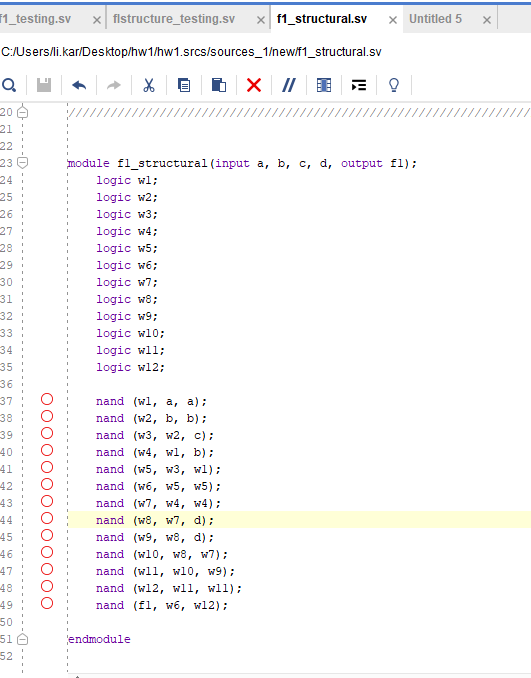 f1_testing.sv × f1structure_testing.sv × f1_structural.sv × Untitled 5 ×
C:/Users/li.kar/Desktop/hw1/hw1.srcs/sources_1/new/f1_structural.sv
20 //////////////////////////////////////////////////////////////////////////////////
21
22
23 module f1_structural(input a, b, c, d, output f1);
24 logic w1;
25 logic w2;
26 logic w3;
27 logic w4;
28 logic w5;
29 logic w6;
30 logic w7;
31 logic w8;
32 logic w9;
33 logic w10;
34 logic w11;
35 logic w12;
36
37 nand (w1, a, a);
38 nand (w2, b, b);
39 nand (w3, w2, c);
40 nand (w4, w1, b);
41 nand (w5, w3, w1);
42 nand (w6, w5, w5);
43 nand (w7, w4, w4);
44 nand (w8, w7, d);
45 nand (w9, w8, d);
46 nand (w10, w8, w7);
47 nand (w11, w10, w9);
48 nand (w12, w11, w11);
49 nand (f1, w6, w12);
50
51 endmodule
52